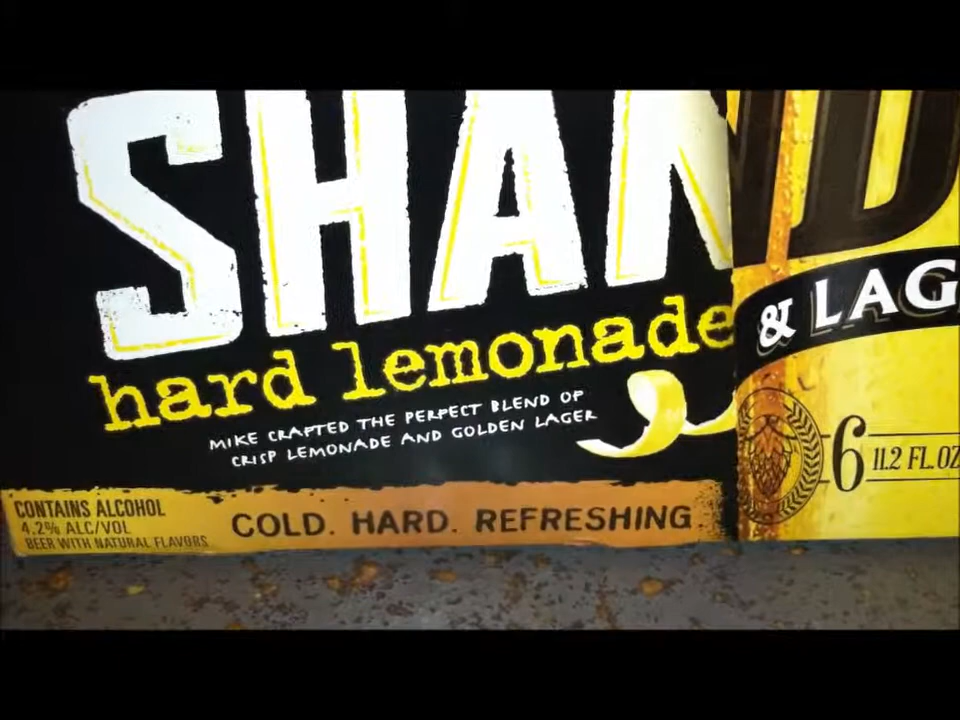 SHAND
hard lemonade
& LAG
MIKE CRAFTED THE PERFECT BLEND OF
CRISP LEMONADE AND GOLDEN LAGER
6 11.2 FL. OZ
CONTAINS ALCOHOL
4.2% ALC/VOL
BEER WITH NATURAL FLAVORS
COLD. HARD. REFRESHING